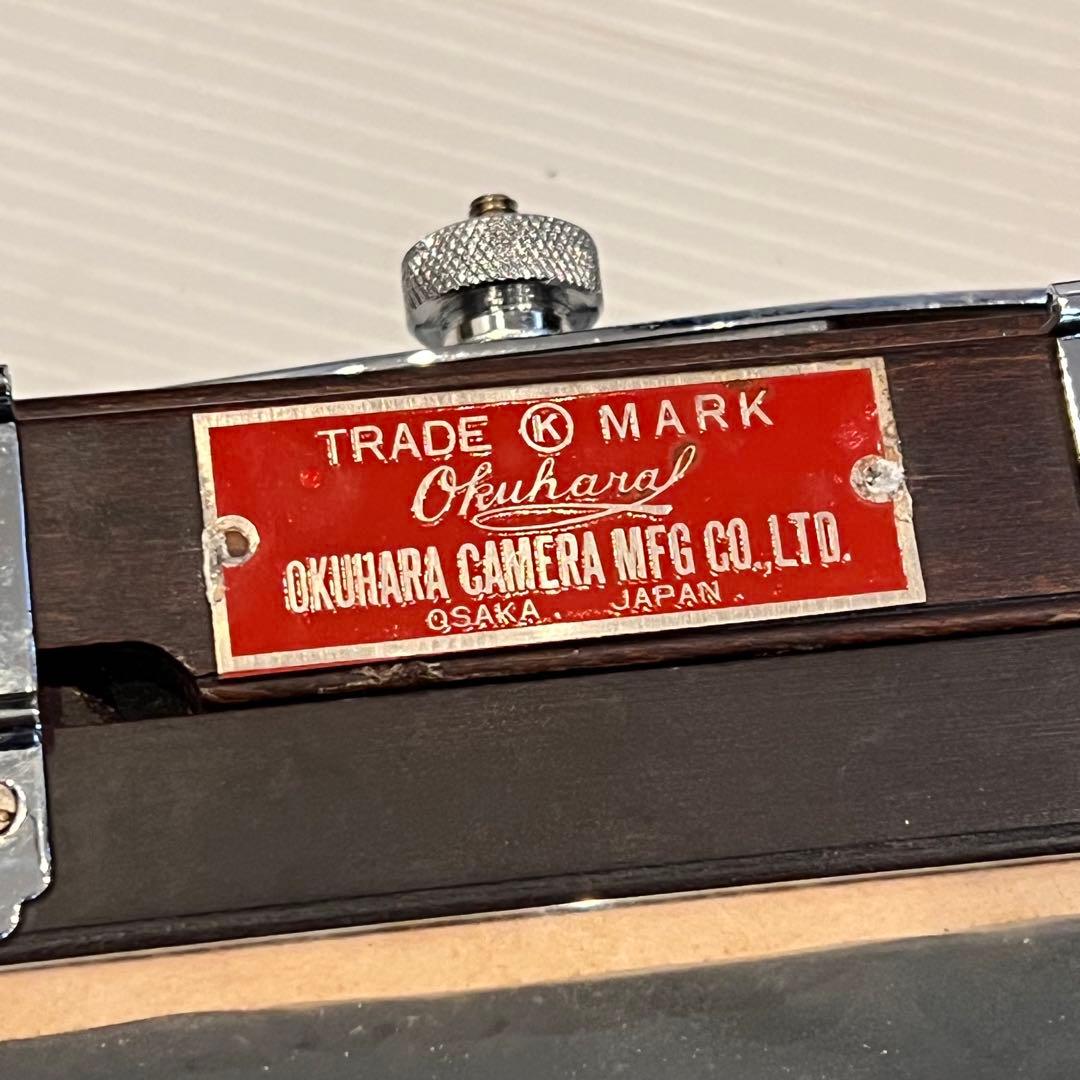 TRADE Ⓚ MARK
Okuhara
OKUHARA CAMERA MFG CO.,LTD.
OSAKA. JAPAN.